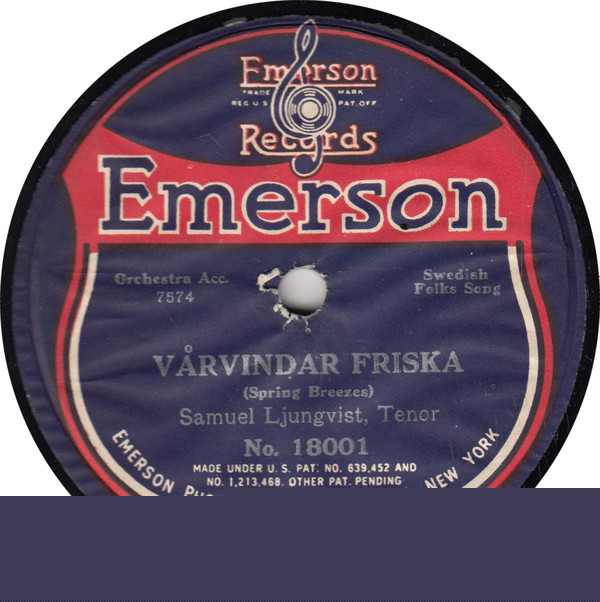 Emerson
TRADE MARK
REG U S PAT. OFF.
Records
Emerson
Orchestra Acc.
7574
Swedish
Folks Song
VÅRVINDAR FRISKA
(Spring Breezes)
Samuel Ljungvist, Tenor
No. 18001
MADE UNDER U.S. PAT. NO. 639,452 AND
NO. 1,213,468. OTHER PAT. PENDING
EMERSON NEW YORK